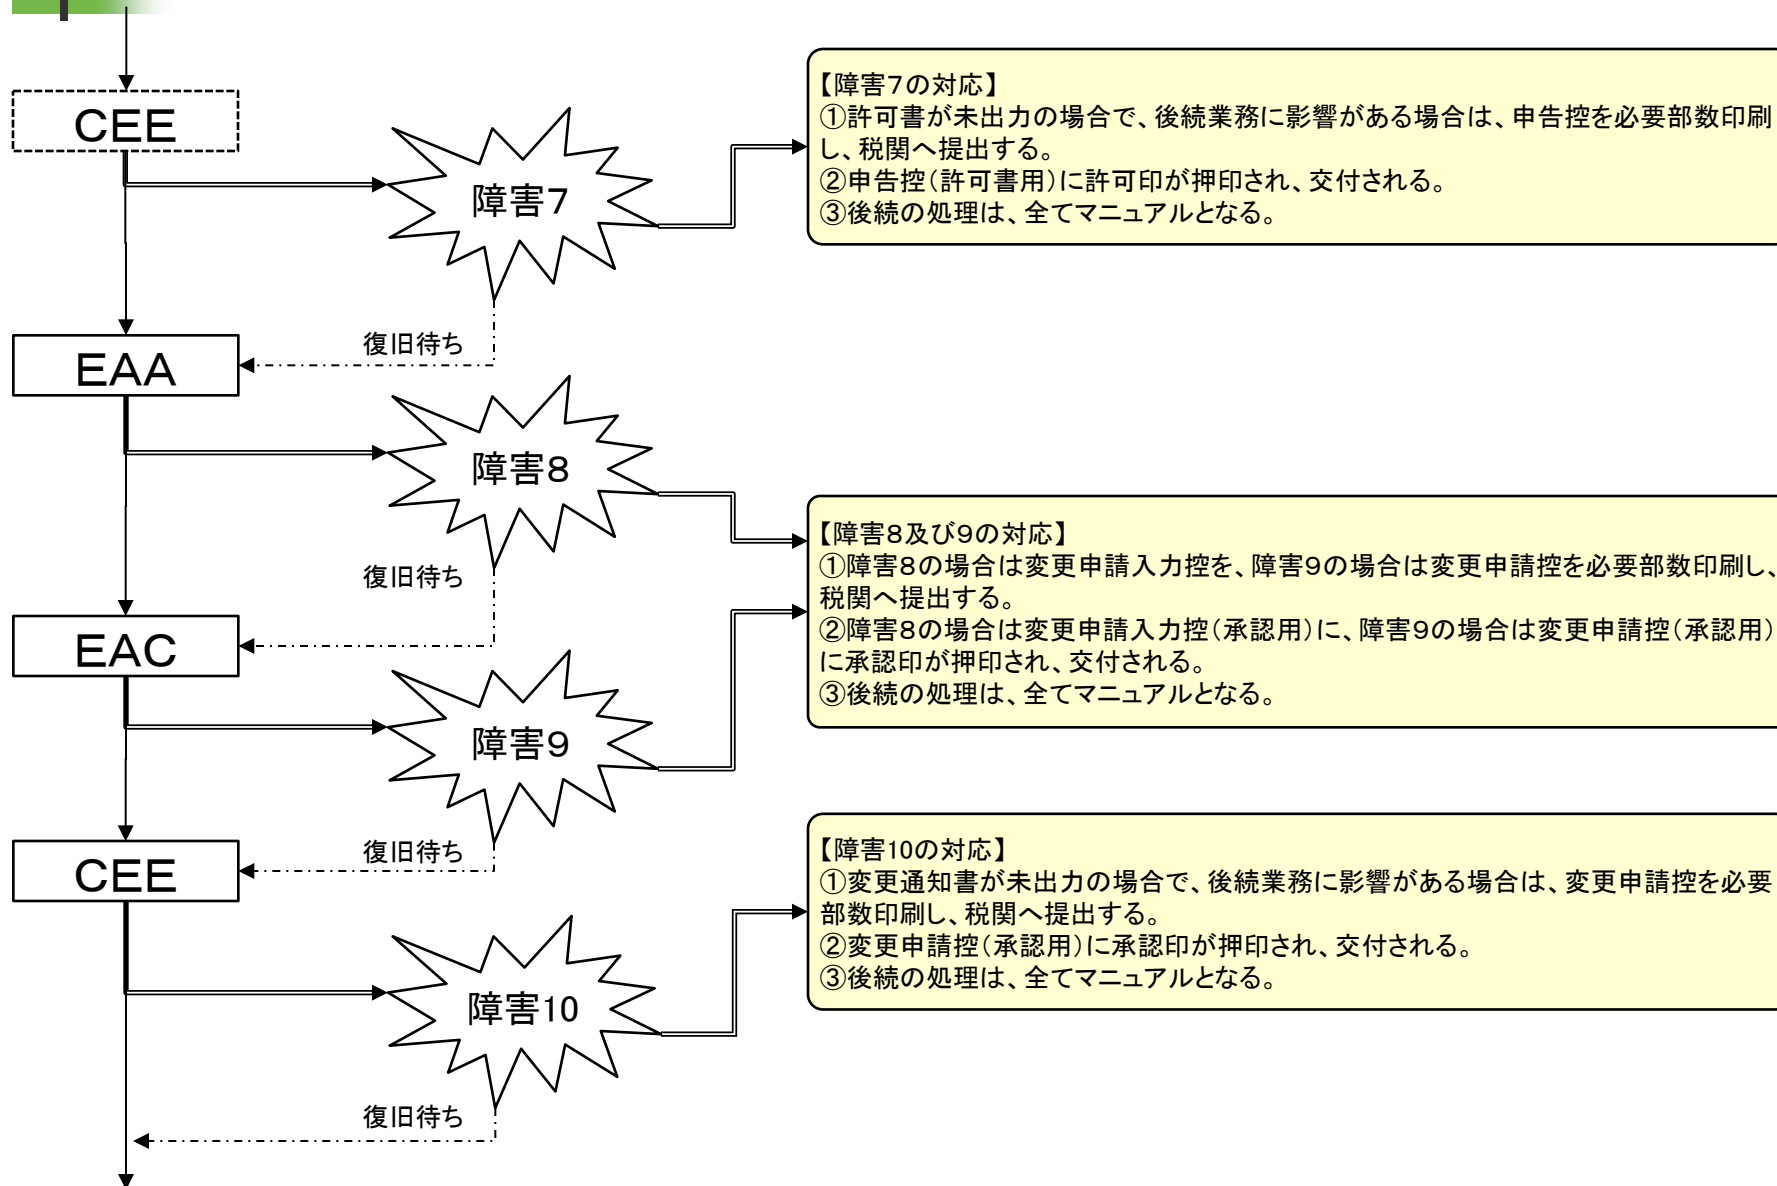 CEE
【障害7の対応】
①許可書が未出力の場合で、後続業務に影響がある場合は、申告控を必要部数印刷
し、税関へ提出する。
②申告控（許可書用）に許可印が押印され、交付される。
③後続の処理は、全てマニュアルとなる。
障害7
復旧待ち
EAA
障害8
【障害8及び9の対応】
①障害8の場合は変更申請入力控を、障害9の場合は変更申請控を必要部数印刷し、
税関へ提出する。
②障害8の場合は変更申請入力控（承認用）に、障害9の場合は変更申請控（承認用）
に承認印が押印され、交付される。
③後続の処理は、全てマニュアルとなる。
復旧待ち
EAC
障害9
復旧待ち
CEE
【障害10の対応】
①変更通知書が未出力の場合で、後続業務に影響がある場合は、変更申請控を必要
部数印刷し、税関へ提出する。
②変更申請控（承認用）に承認印が押印され、交付される。
③後続の処理は、全てマニュアルとなる。
障害10
復旧待ち